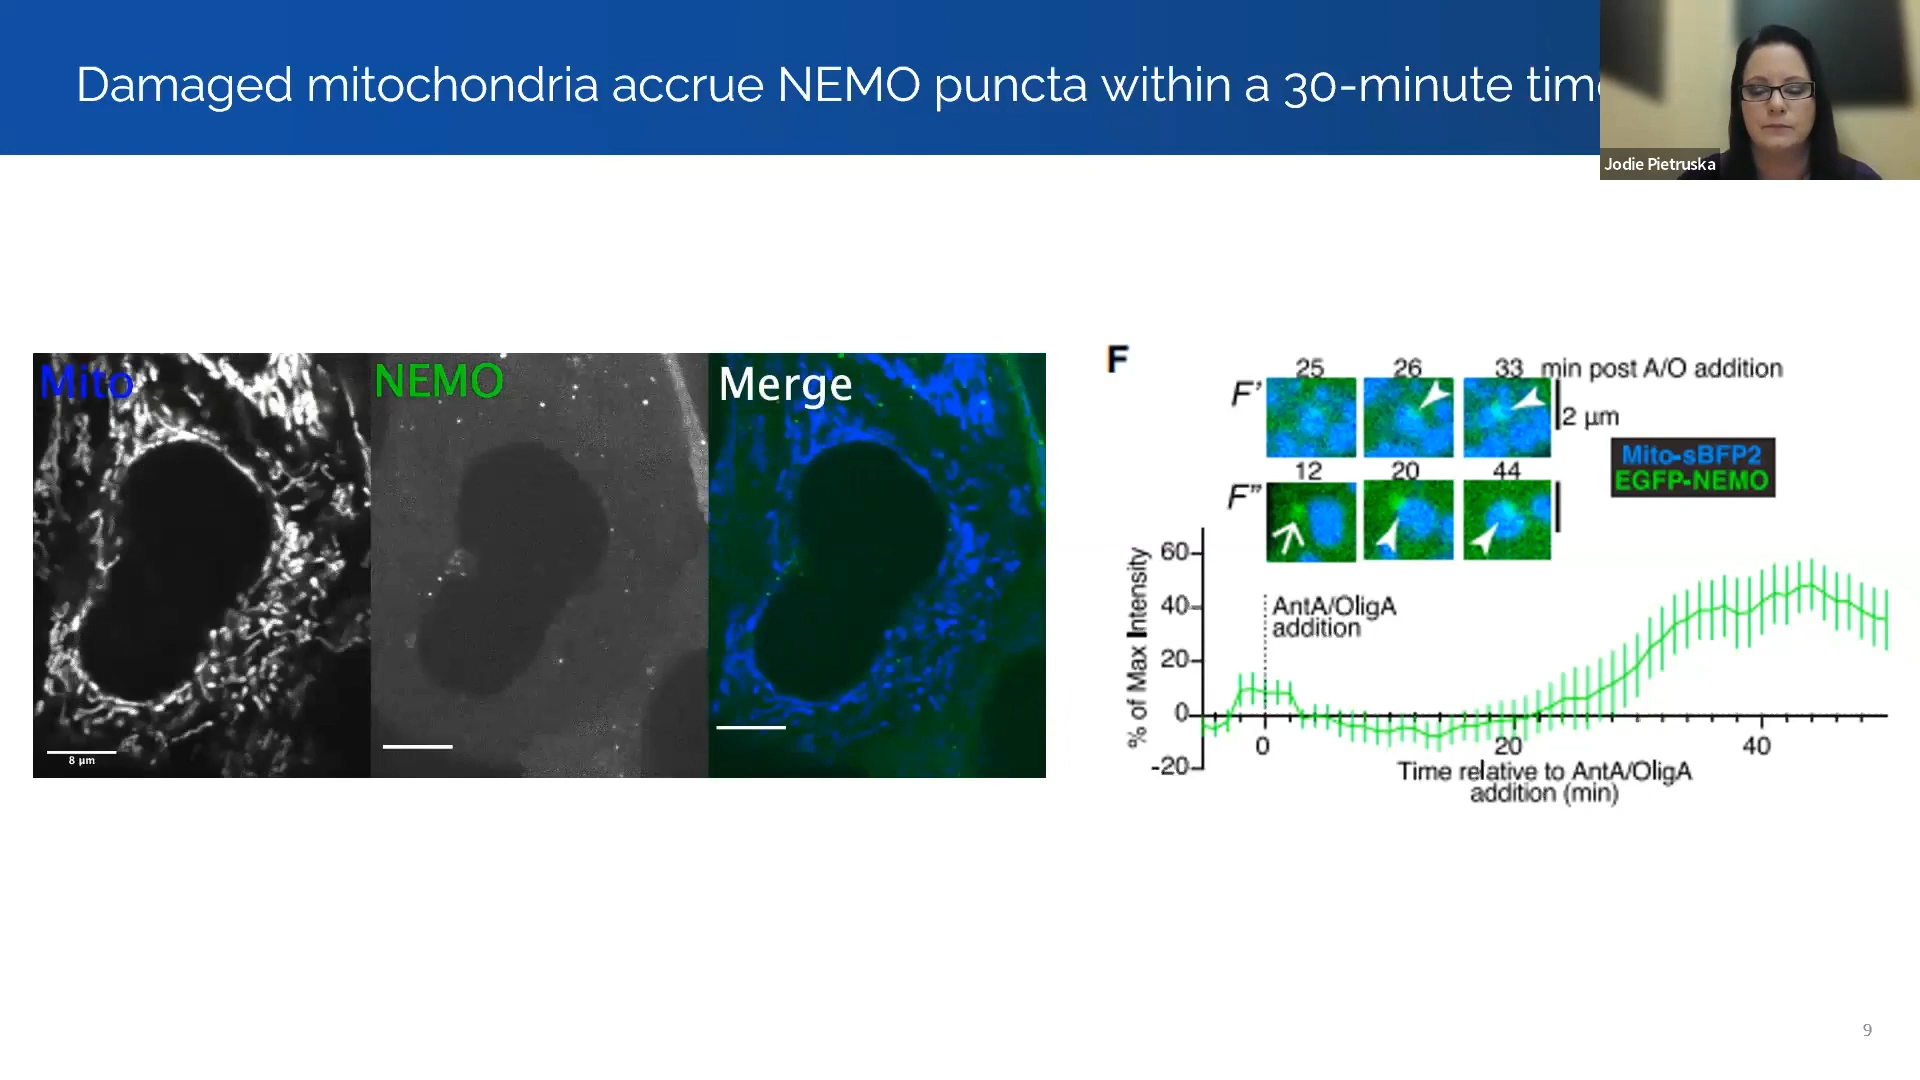 Damaged mitochondria accrue NEMO puncta within a 30-minute
Jodie Pietruska
Mito
NEMO
Merge
8 µm
F
25 26 33 min post A/O addition
F'
2 µm
12 20 44
F"
Mito-sBFP2
EGFP-NEMO
AntA/OligA
addition
% of Max Intensity
60
40
20
0
-20
0 20 40
Time relative to AntA/OligA
addition (min)
9